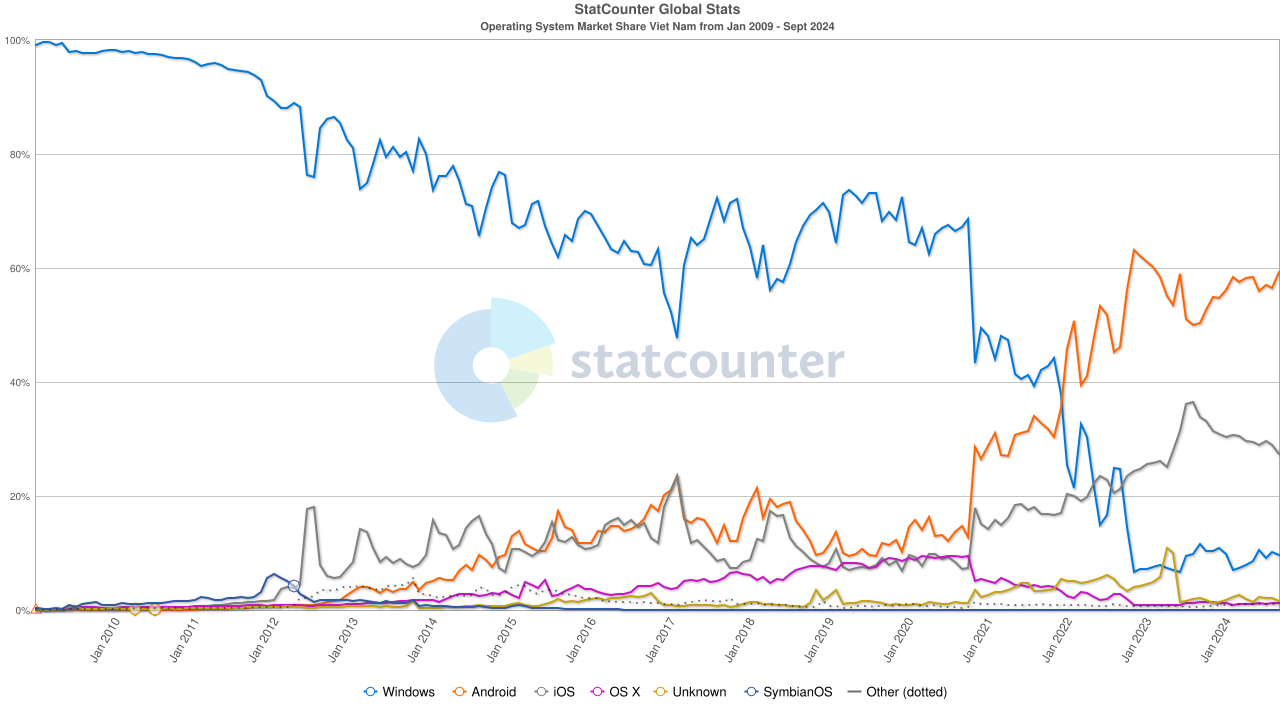 StatCounter Global Stats
Operating System Market Share Viet Nam from Jan 2009 - Sept 2024
100%
80%
60%
40%
20%
0%
statcounter
Jan 2010
Jan 2011
Jan 2012
Jan 2013
Jan 2014
Jan 2015
Jan 2016
Jan 2017
Jan 2018
Jan 2019
Jan 2020
Jan 2021
Jan 2022
Jan 2023
Jan 2024
Windows Android iOS OS X Unknown SymbianOS Other (dotted)